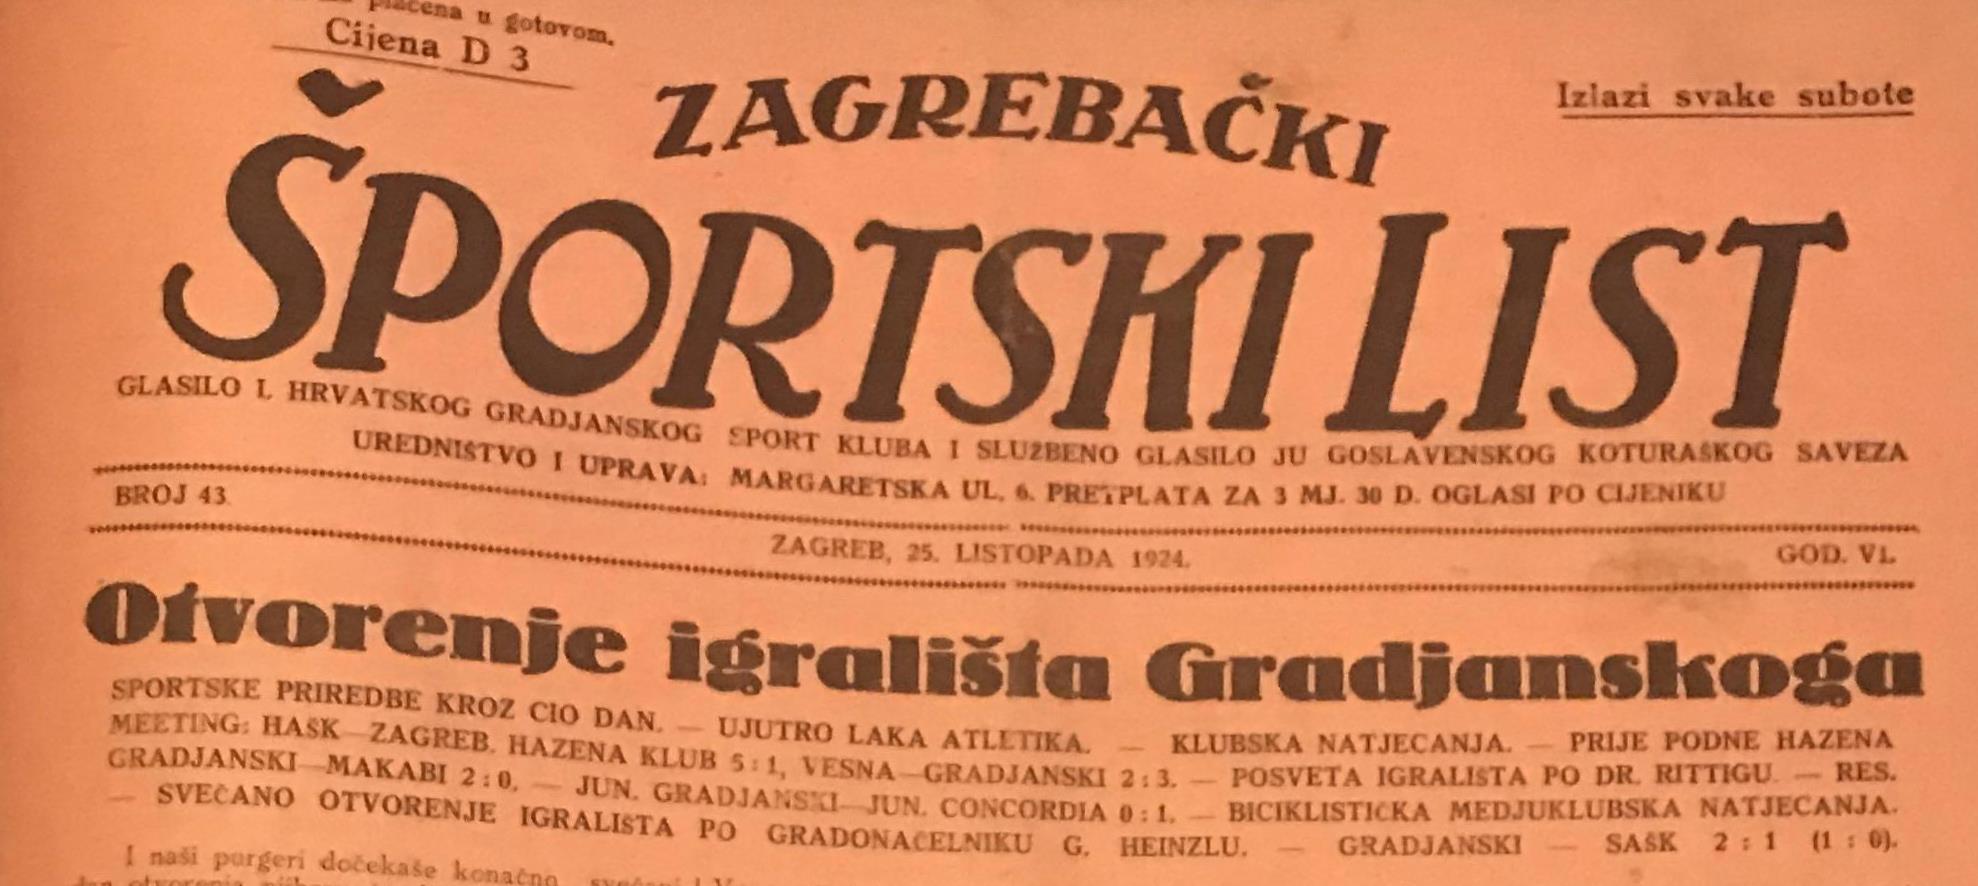 plaćena u gotovom.
Cijena D 3
Izlazi svake subote
ZAGREBAČKI
ŠPORTSKI LIST
GLASILO I. HRVATSKOG GRADJANSKOG ŠPORT KLUBA I SLUŽBENO GLASILO JU GOSLAVENSKOG KOTURAŠKOG SAVEZA
UREDNIŠTVO I UPRAVA: MARGARETSKA UL. 6. PRETPLATA ZA 3 MJ. 30 D. OGLASI PO CIJENIKU
BROJ 43. ZAGREB, 25. LISTOPADA 1924. GOD. VI.
Otvorenje igrališta Gradjanskoga
SPORTSKE PRIREDBE KROZ CIO DAN. — UJUTRO LAKA ATLETIKA. — KLUBSKA NATJECANJA. — PRIJE PODNE HAZENA
MEETING: HAŠK—ZAGREB. HAZENA KLUB 5:1, VESNA—GRADJANSKI 2:3. — POSVETA IGRALIŠTA PO DR. RITTIGU. — RES.
GRADJANSKI—MAKABI 2:0. — JUN. GRADJANSKI—JUN. CONCORDIA 0:1. — BICIKLISTIČKA MEDJUKLUBSKA NATJECANJA.
— SVEČANO OTVORENJE IGRALIŠTA PO GRADONAČELNIKU G. HEINZLU. — GRADJANSKI — SAŠK 2:1 (1:0).
I naši purgeri dočekaše konačno